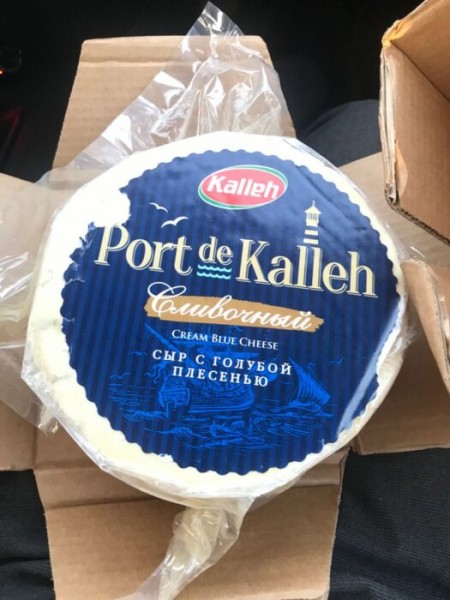 Kalleh
Port de Kalleh
Сливочный
CREAM BLUE CHEESE
СЫР С ГОЛУБОЙ
ПЛЕСЕНЬЮ